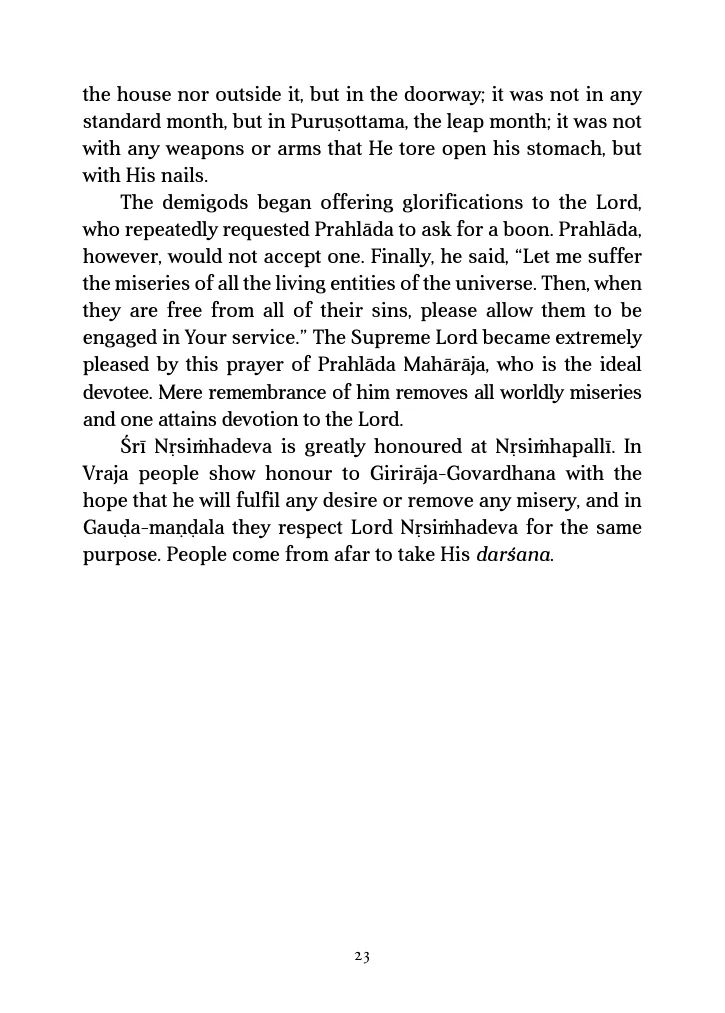 the house nor outside it, but in the doorway; it was not in any
standard month, but in Puruṣottama, the leap month; it was not
with any weapons or arms that He tore open his stomach, but
with His nails.
The demigods began offering glorifications to the Lord,
who repeatedly requested Prahlāda to ask for a boon. Prahlāda,
however, would not accept one. Finally, he said, “Let me suffer
the miseries of all the living entities of the universe. Then, when
they are free from all of their sins, please allow them to be
engaged in Your service.” The Supreme Lord became extremely
pleased by this prayer of Prahlāda Mahārāja, who is the ideal
devotee. Mere remembrance of him removes all worldly miseries
and one attains devotion to the Lord.
Śrī Nṛsiṁhadeva is greatly honoured at Nṛsiṁhapallī. In
Vraja people show honour to Girirāja-Govardhana with the
hope that he will fulfil any desire or remove any misery, and in
Gauḍa-maṇḍala they respect Lord Nṛsiṁhadeva for the same
purpose. People come from afar to take His darśana.
23